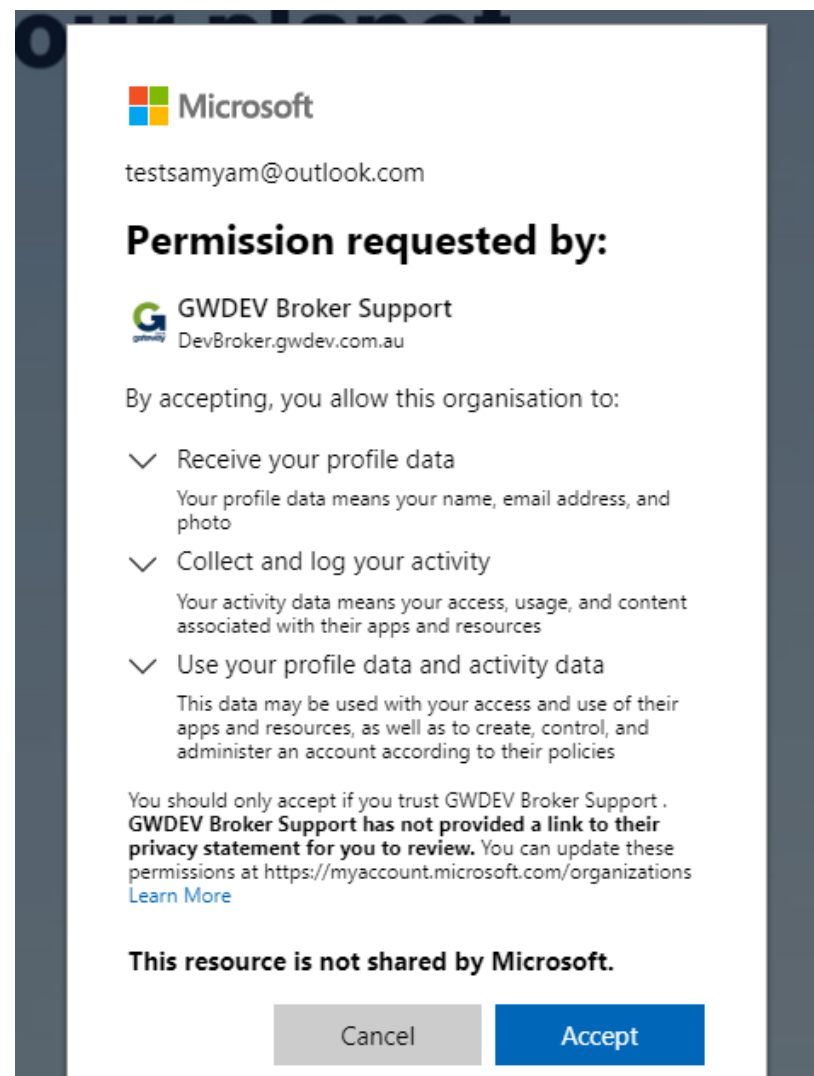 our planet
Microsoft
testsamyam@outlook.com
Permission requested by:
GWDEV Broker Support
gateway
DevBroker.gwdev.com.au
By accepting, you allow this organisation to:
Receive your profile data
Your profile data means your name, email address, and
photo
Collect and log your activity
Your activity data means your access, usage, and content
associated with their apps and resources
Use your profile data and activity data
This data may be used with your access and use of their
apps and resources, as well as to create, control, and
administer an account according to their policies
You should only accept if you trust GWDEV Broker Support .
GWDEV Broker Support has not provided a link to their
privacy statement for you to review. You can update these
permissions at https://myaccount.microsoft.com/organizations
Learn More
This resource is not shared by Microsoft.
Cancel
Accept